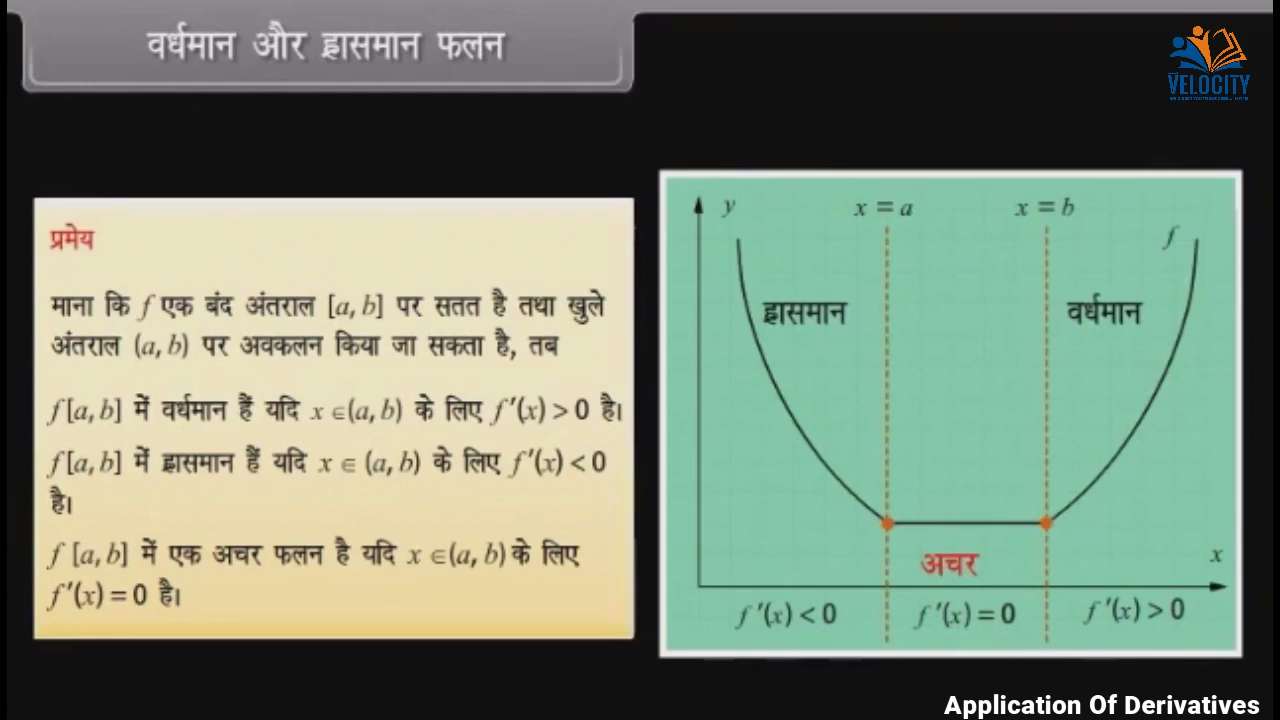 वर्धमान और ह्रासमान फलन
VELOCITY
प्रमेय
माना कि f एक बंद अंतराल [a, b] पर सतत है तथा खुले
अंतराल (a, b) पर अवकलन किया जा सकता है, तब
f [a, b] में वर्धमान हैं यदि x ∈(a, b) के लिए f′(x) > 0 है।
f [a, b] में ह्रासमान हैं यदि x ∈ (a, b) के लिए f′(x) < 0
है।
f [a, b] में एक अचर फलन है यदि x ∈(a, b) के लिए
f′(x) = 0 है।
y
x = a
x = b
f
ह्रासमान
वर्धमान
अचर
x
f′(x) < 0
f′(x) = 0
f′(x) > 0
Application Of Derivatives